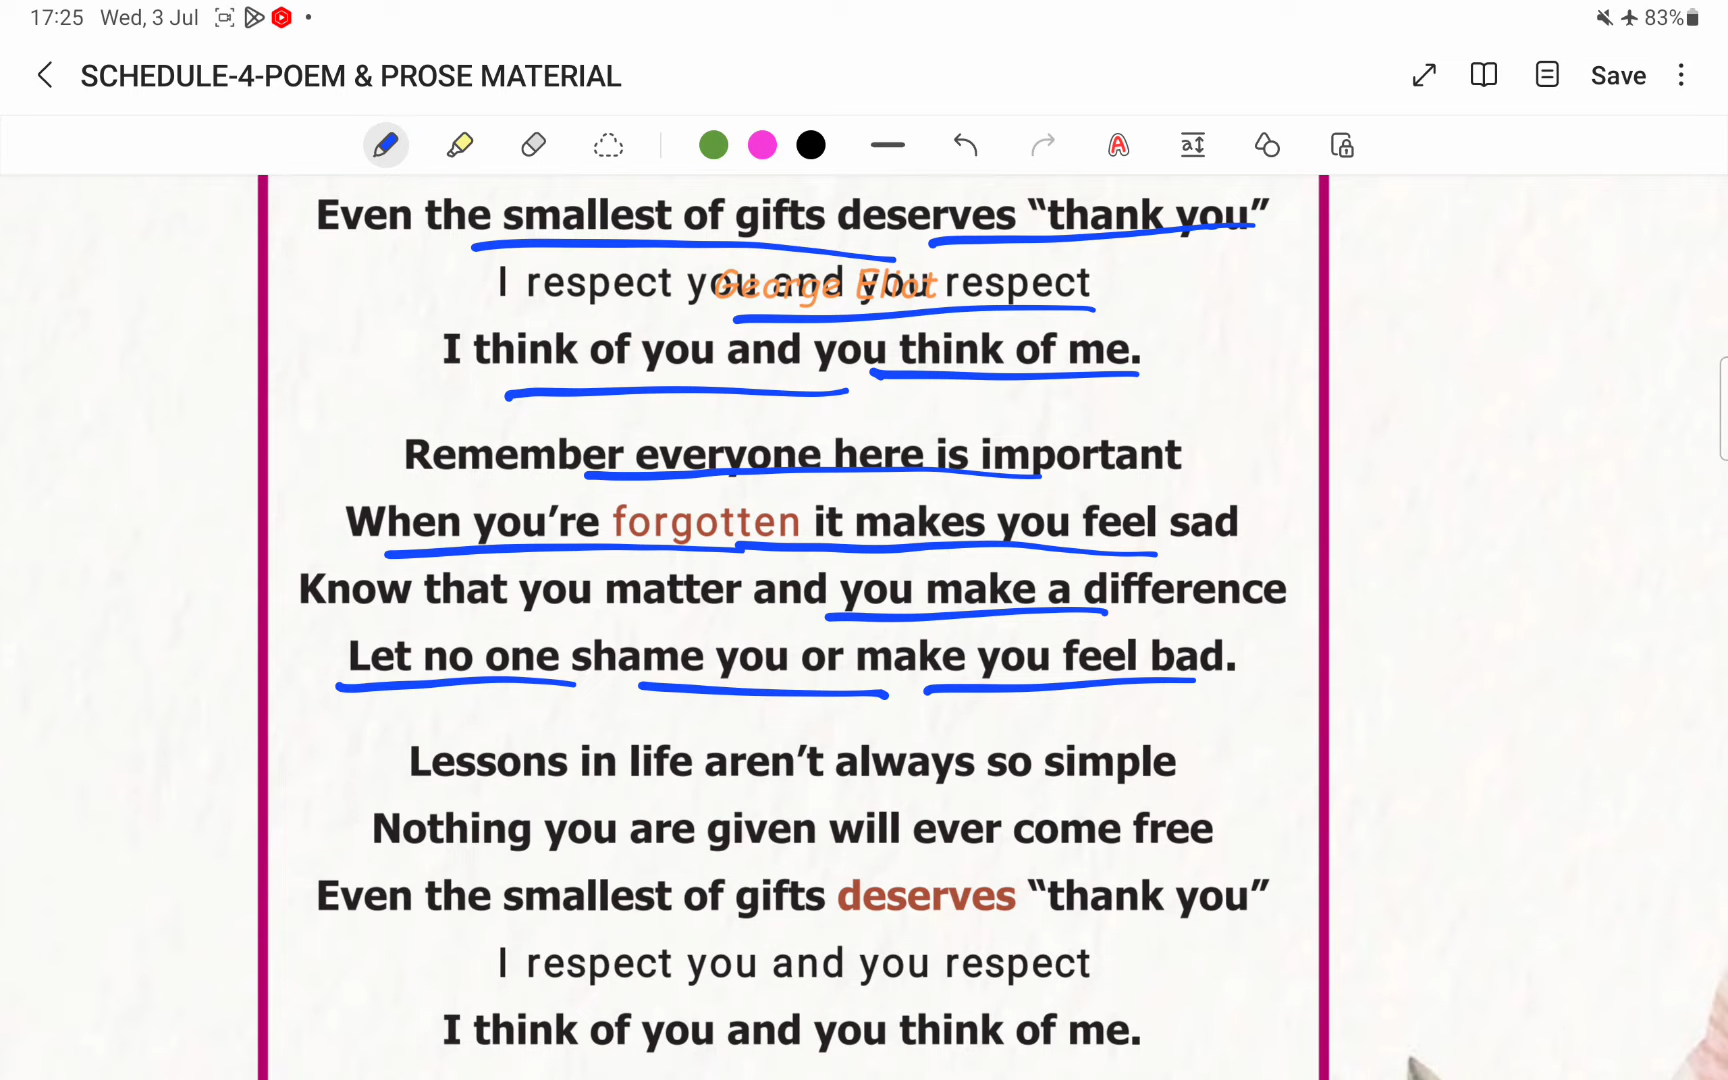 17:25 Wed, 3 Jul 83%
SCHEDULE-4-POEM & PROSE MATERIAL Save
A a
Even the smallest of gifts deserves “thank you”
I respect you and you respect
George Eliot
I think of you and you think of me.
Remember everyone here is important
When you’re forgotten it makes you feel sad
Know that you matter and you make a difference
Let no one shame you or make you feel bad.
Lessons in life aren’t always so simple
Nothing you are given will ever come free
Even the smallest of gifts deserves “thank you”
I respect you and you respect
I think of you and you think of me.